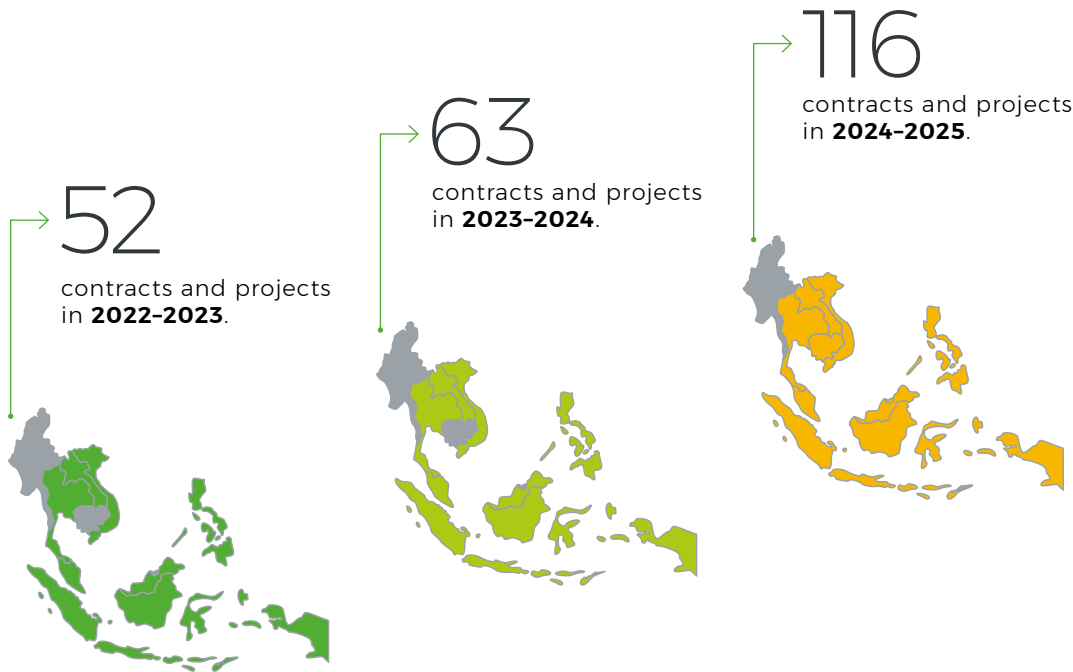 52
contracts and projects
in 2022–2023.
63
contracts and projects
in 2023–2024.
116
contracts and projects
in 2024–2025.